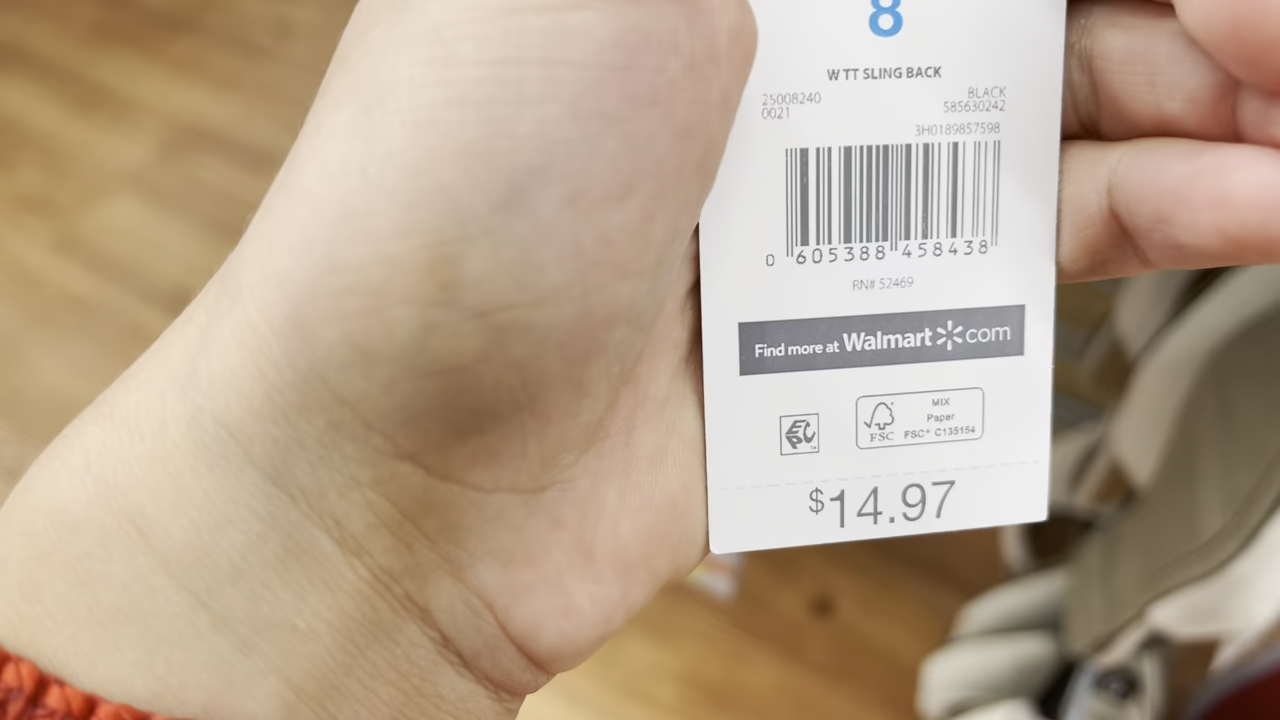 8
W TT SLING BACK
25008240 BLACK
0021 585630242
3H0189857598
0 605388 458438
RN# 52469
Find more at Walmart com
EPC
MIX
Paper
FSC FSC® C135154
$14.97